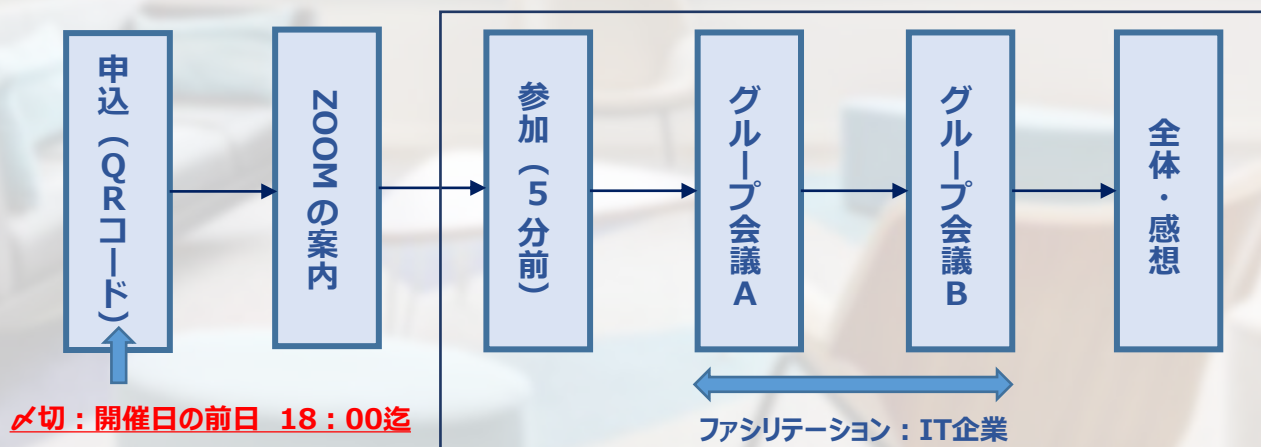 申込（QRコード）
ZOOMの案内
参加（5分前）
グループ会議A
グループ会議B
全体・感想
〆切：開催日の前日 18：00迄
ファシリテーション：IT企業